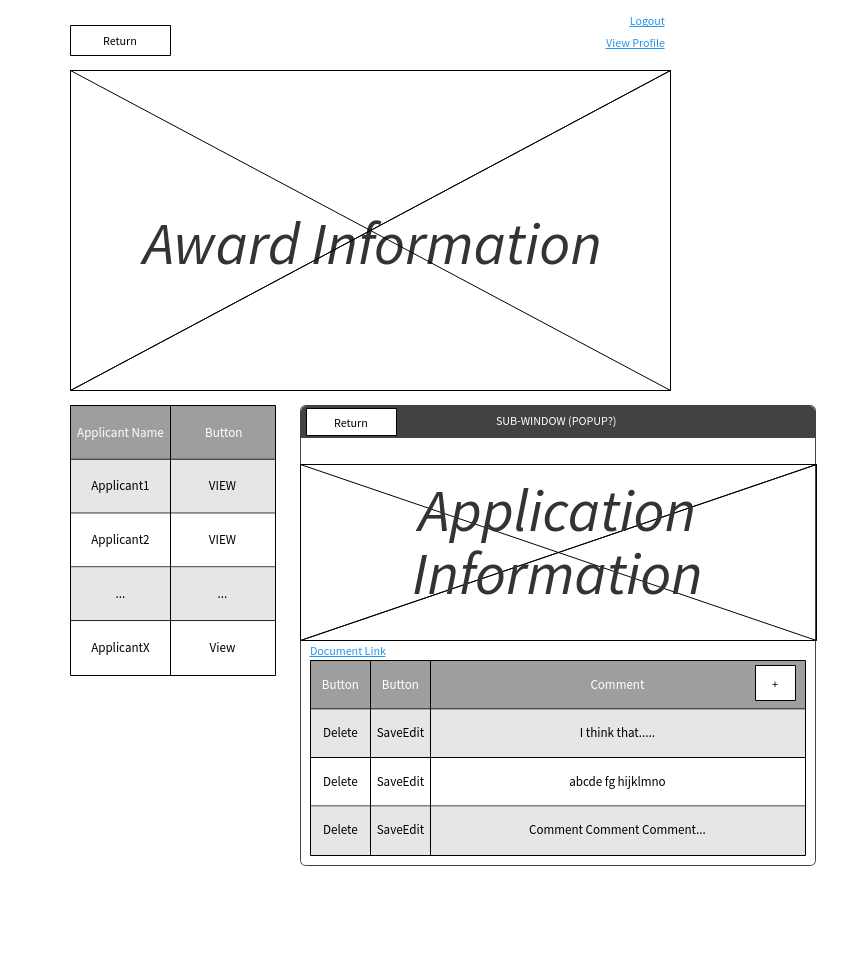 Logout
Return
View Profile
Award Information
Applicant Name Button
Applicant1 VIEW
Applicant2 VIEW
... ...
ApplicantX View
Return SUB-WINDOW (POPUP?)
Application
Information
Document Link
Button Button Comment +
Delete SaveEdit I think that.....
Delete SaveEdit abcde fg hijklmno
Delete SaveEdit Comment Comment Comment...